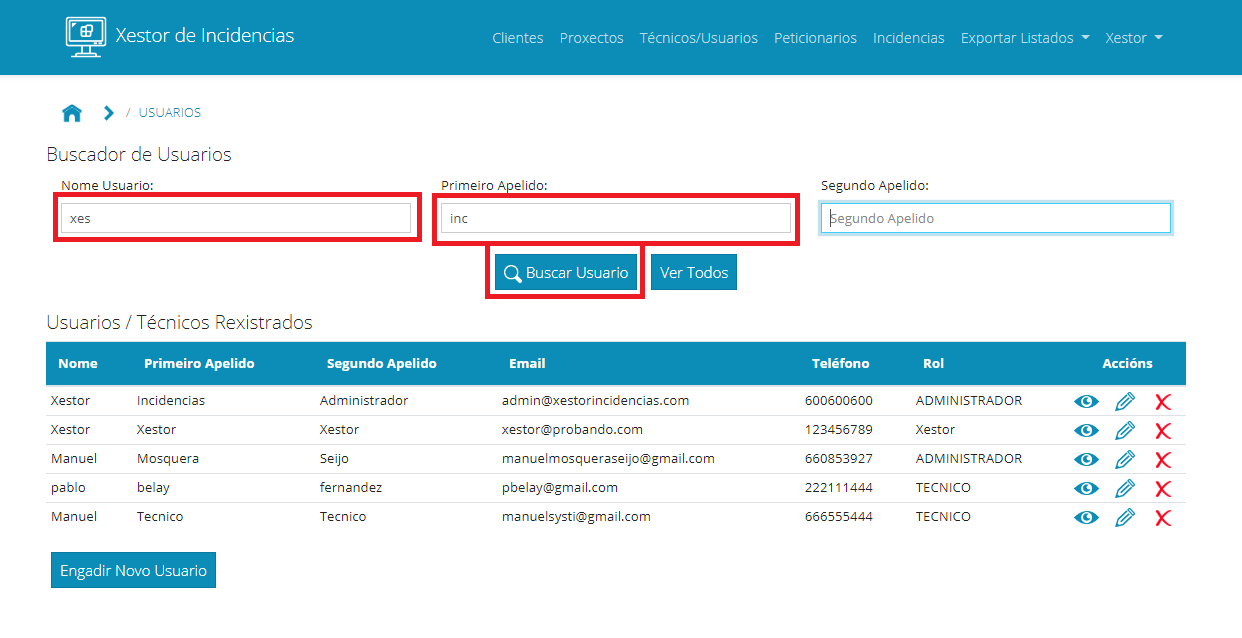 Xestor de Incidencias
Clientes Proxectos Técnicos/Usuarios Peticionarios Incidencias Exportar Listados Xestor
/ USUARIOS
Buscador de Usuarios
Nome Usuario: Primeiro Apelido: Segundo Apelido:
xes inc Segundo Apelido
Buscar Usuario Ver Todos
Usuarios / Técnicos Rexistrados
Nome Primeiro Apelido Segundo Apelido Email Teléfono Rol Accións
Xestor Incidencias Administrador admin@xestorincidencias.com 600600600 ADMINISTRADOR
Xestor Xestor Xestor xestor@probando.com 123456789 Xestor
Manuel Mosquera Seijo manuelmosqueraseijo@gmail.com 660853927 ADMINISTRADOR
pablo belay fernandez pbelay@gmail.com 222111444 TECNICO
Manuel Tecnico Tecnico manuelsysti@gmail.com 666555444 TECNICO
Engadir Novo Usuario